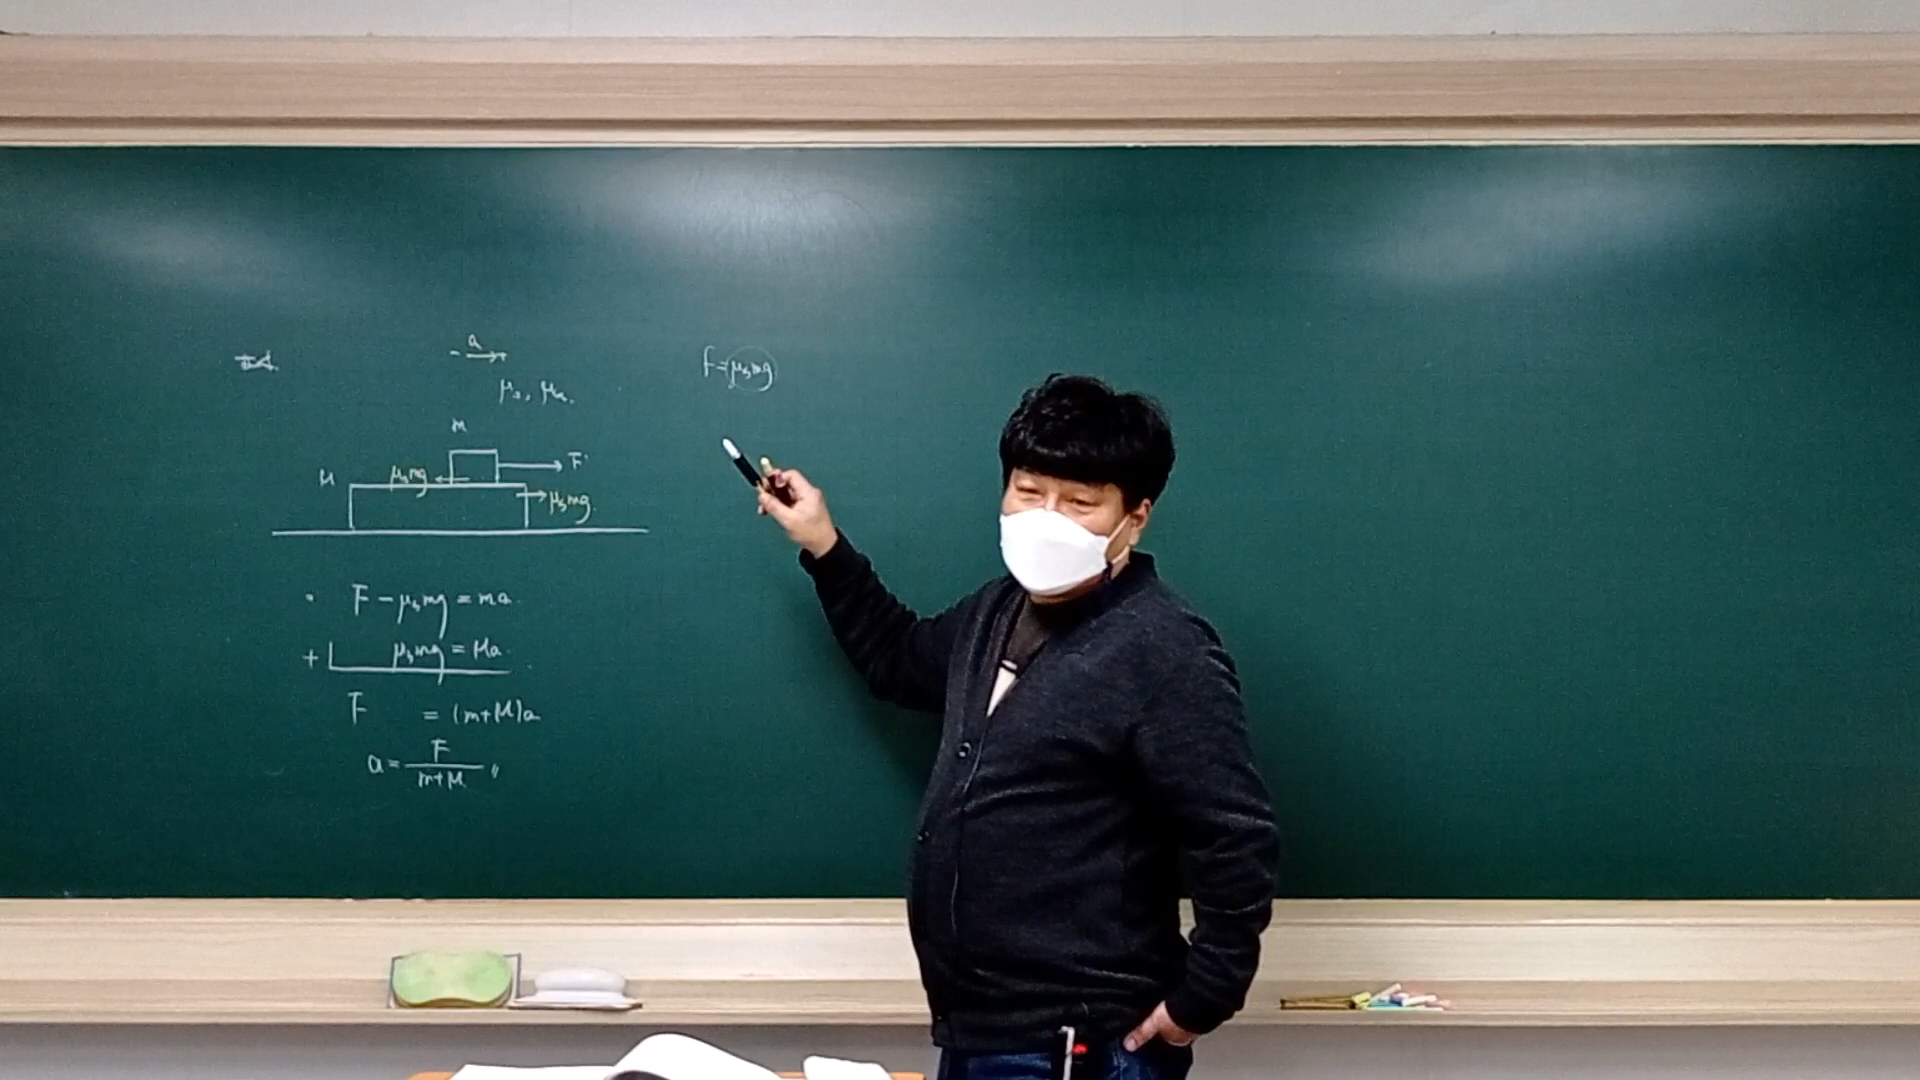 a
μs, μk.
f=μsmg
m
F
M
μsmg
μsmg.
· F - μsmg = ma.
+ μsmg = Ma.
F = (m+M)a
a = F/(m+M) 〃